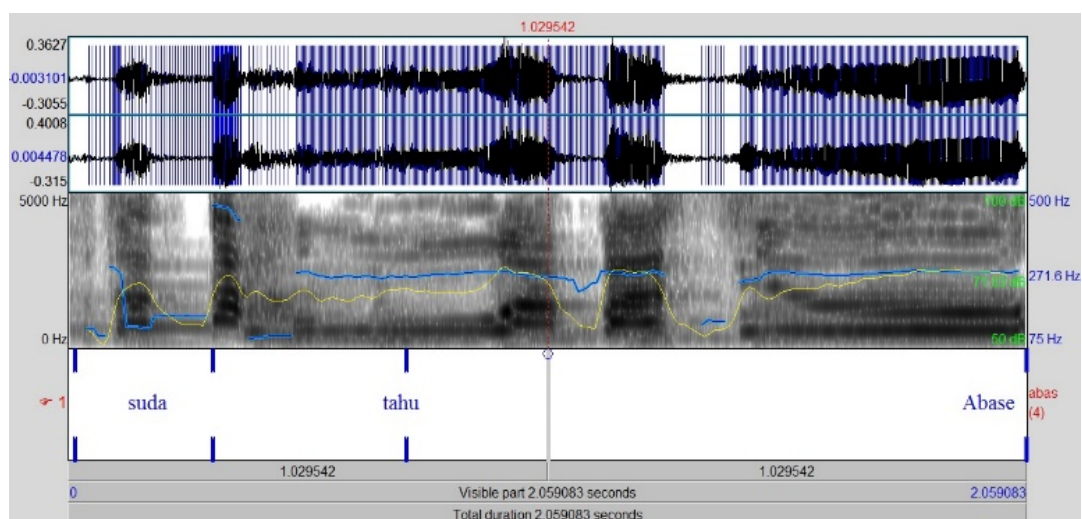 1.029542
0.3627
-0.003101
-0.3055
0.4008
0.004478
-0.315
5000 Hz 100 dB 500 Hz
271.6 Hz
0 Hz 50 dB 75 Hz
1 suda tahu Abase abas
(4)
1.029542 1.029542
0 Visible part 2.059083 seconds 2.059083
Total duration 2.059083 seconds